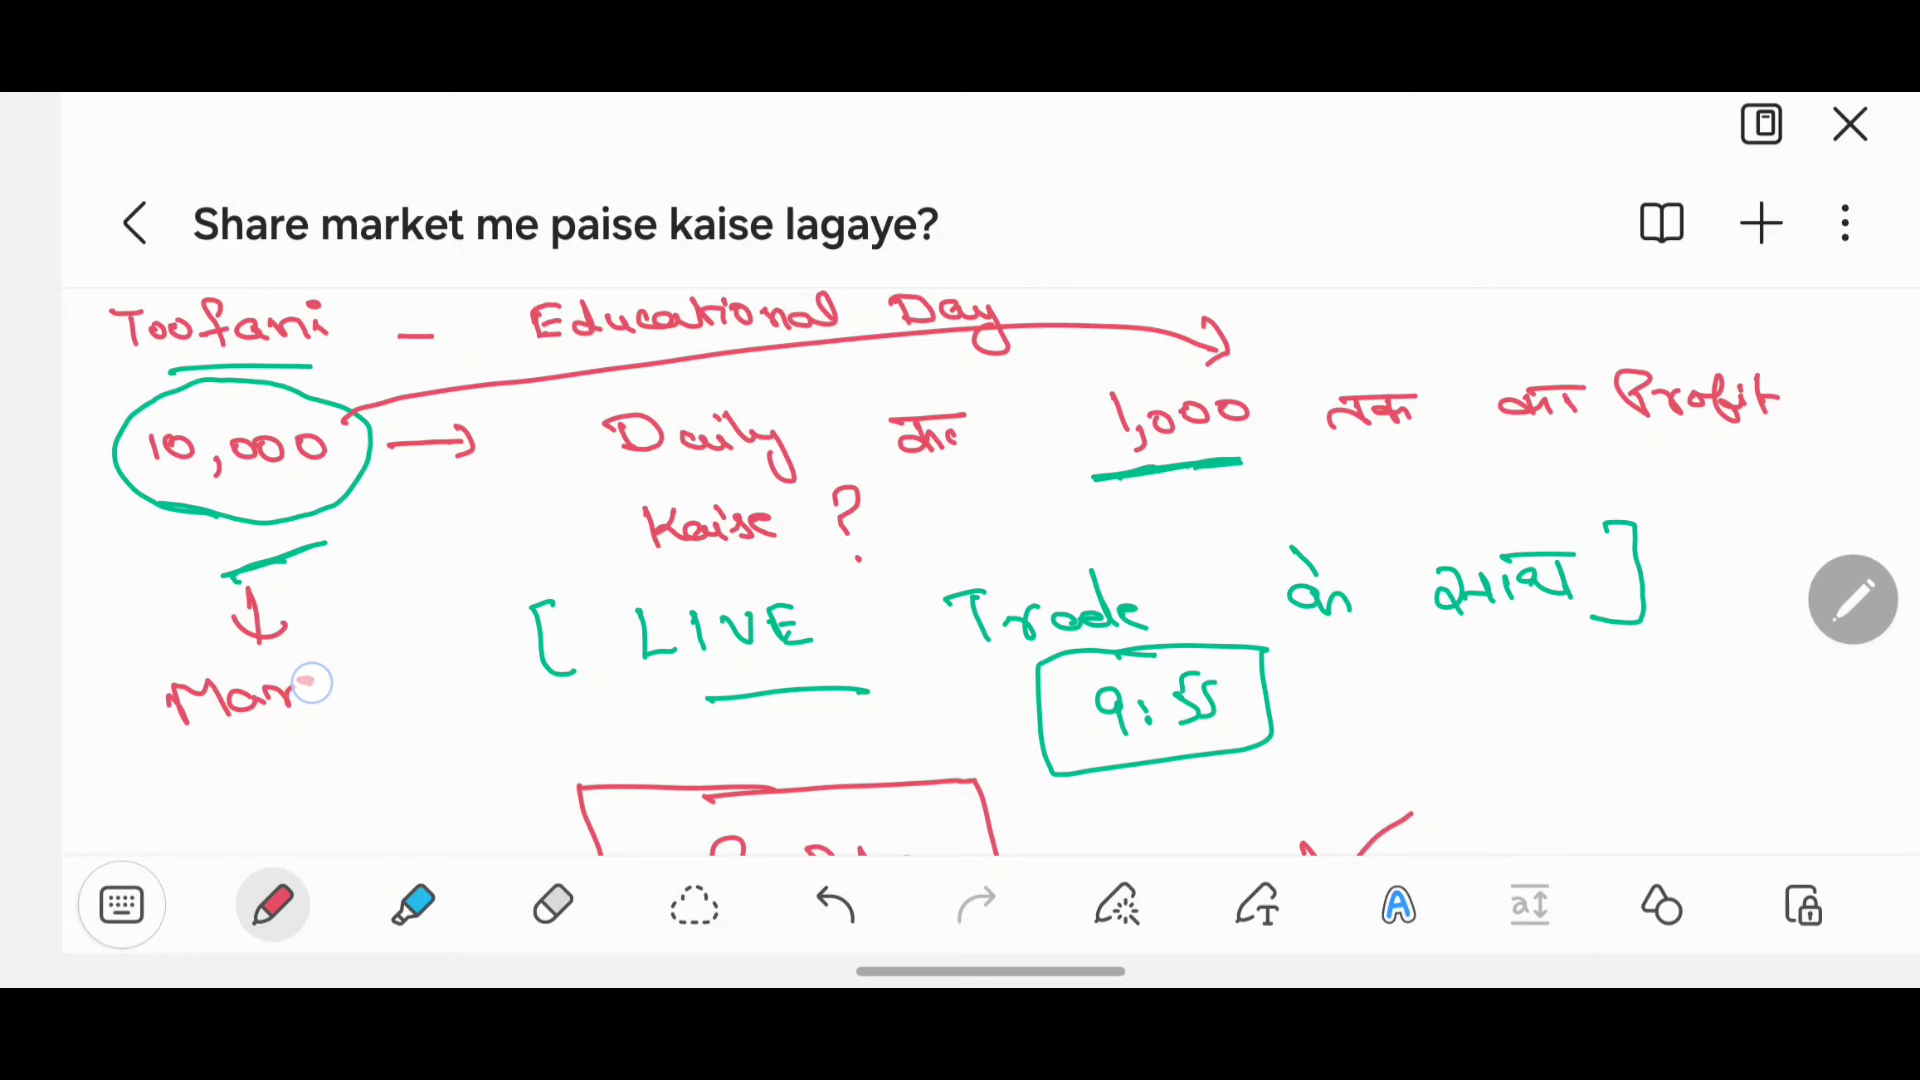 Share market me paise kaise lagaye?
Toofani - Educational Day
10,000 → Daily का 1,000 तक का Profit
Kaise ?
[ LIVE Trade के साथ ]
Mar
9:55